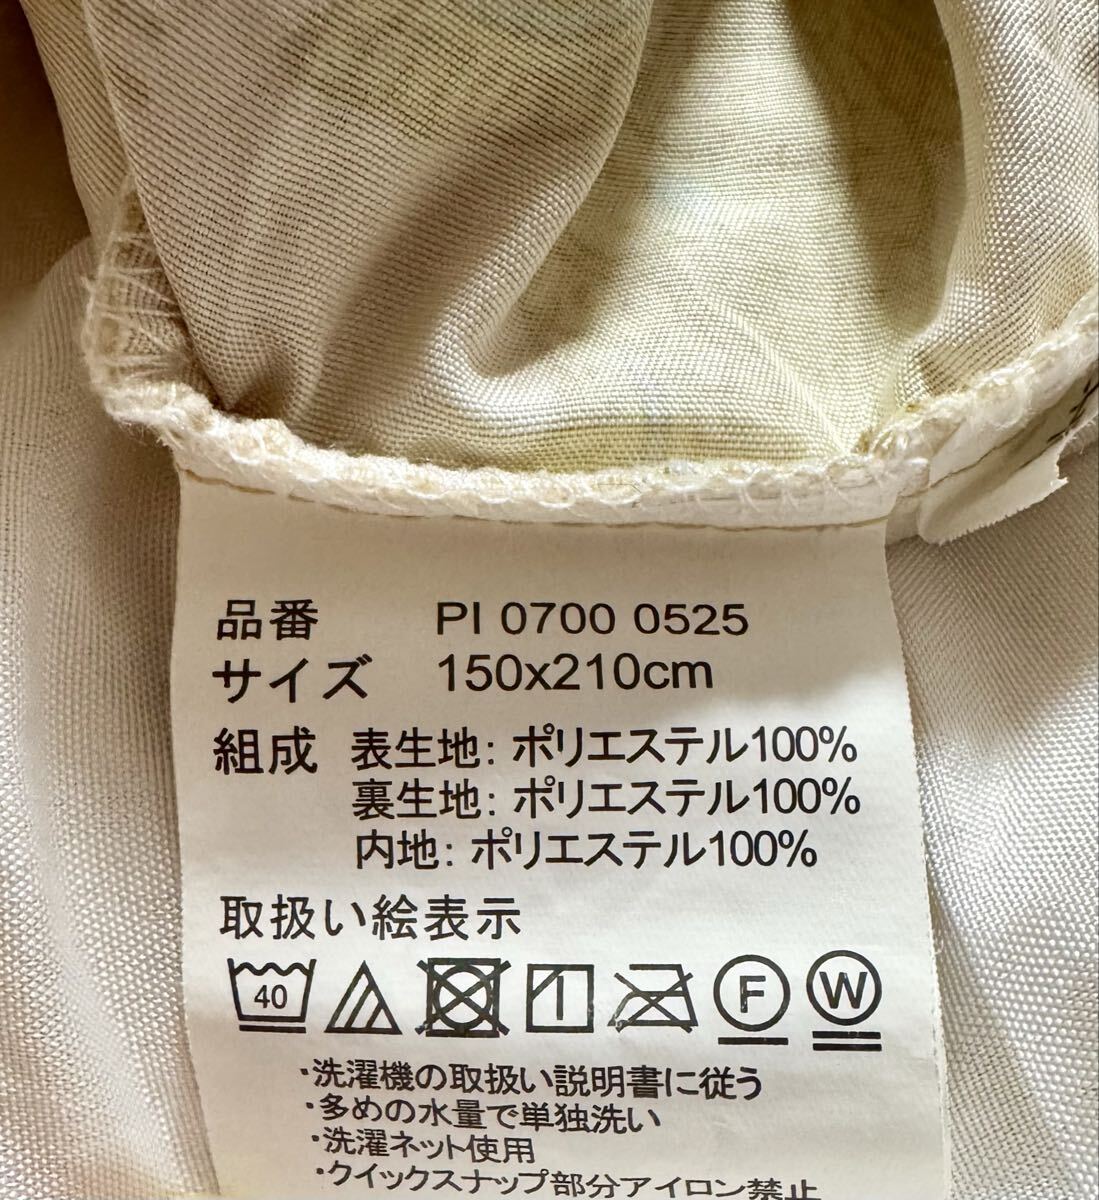 品番 PI 0700 0525
サイズ 150x210cm
組成 表生地: ポリエステル100%
裏生地: ポリエステル100%
内地: ポリエステル100%
取扱い絵表示
40 F W
・洗濯機の取扱い説明書に従う
・多めの水量で単独洗い
・洗濯ネット使用
・クイックスナップ部分アイロン禁止